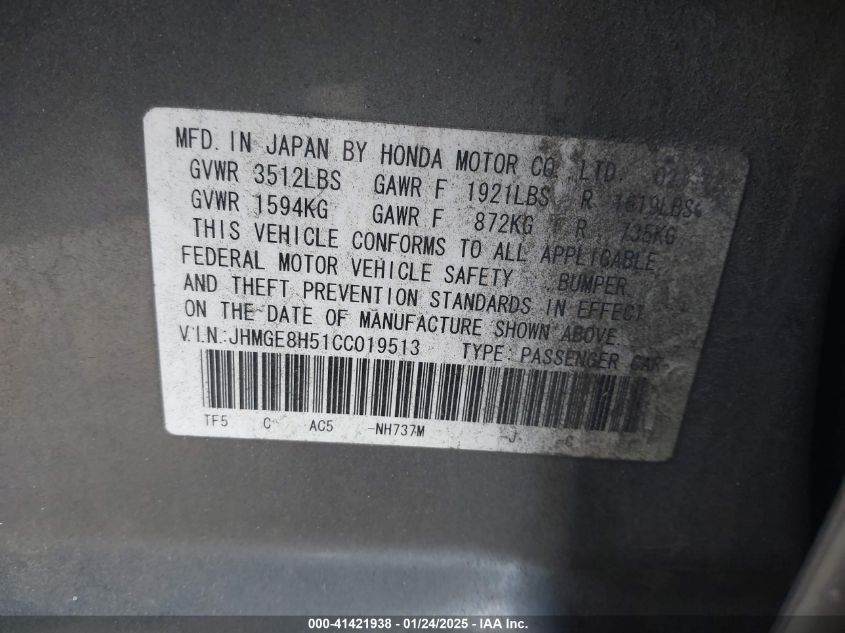 MFD. IN JAPAN BY HONDA MOTOR CO., LTD.
GVWR 3512LBS GAWR F 1921LBS R 1619LBS
GVWR 1594KG GAWR F 872KG R 735KG
THIS VEHICLE CONFORMS TO ALL APPLICABLE
FEDERAL MOTOR VEHICLE SAFETY, BUMPER,
AND THEFT PREVENTION STANDARDS IN EFFECT
ON THE DATE OF MANUFACTURE SHOWN ABOVE.
V.I.N.:JHMGE8H51CC019513 TYPE: PASSENGER CAR
TF5 C AC5 -NH737M -J C
000-41421938 - 01/24/2025 - IAA Inc.